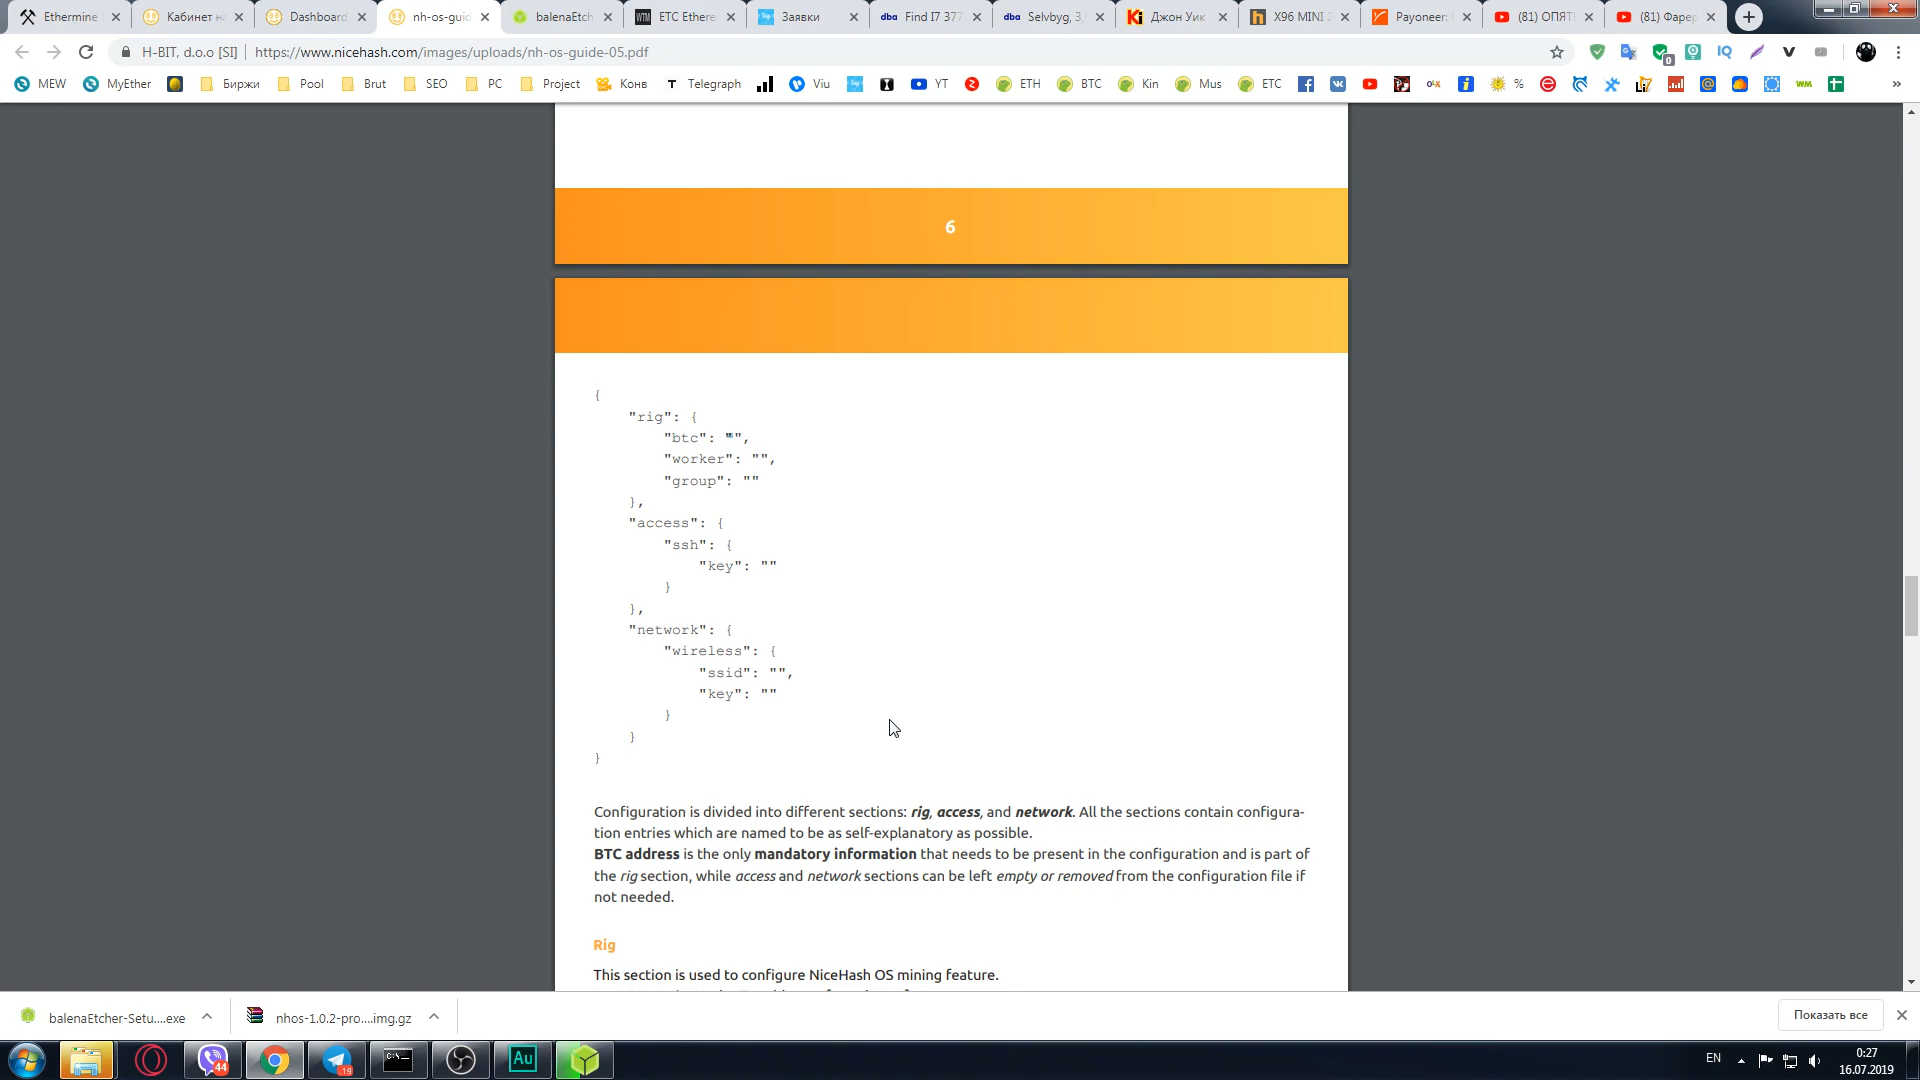 Ethermine
Кабинет на
Dashboard
nh-os-guid
balenaEtch
ETC Ethere
Заявки
Find I7 377
Selvbyg, 3,
Джон Уик
X96 MINI 2
Payoneer:
(81) ОПЯТ
(81) Фарер
H-BIT, d.o.o [SI]
https://www.nicehash.com/images/uploads/nh-os-guide-05.pdf
MEW
MyEther
Биржи
Pool
Brut
SEO
PC
Project
Конв
Telegraph
Viu
YT
ETH
BTC
Kin
Mus
ETC
%
»
6
{
"rig": {
"btc": "",
"worker": "",
"group": ""
},
"access": {
"ssh": {
"key": ""
}
},
"network": {
"wireless": {
"ssid": "",
"key": ""
}
}
}
Configuration is divided into different sections: rig, access, and network. All the sections contain configura-
tion entries which are named to be as self-explanatory as possible.
BTC address is the only mandatory information that needs to be present in the configuration and is part of
the rig section, while access and network sections can be left empty or removed from the configuration file if
not needed.
Rig
This section is used to configure NiceHash OS mining feature.
balenaEtcher-Setu....exe
nhos-1.0.2-pro....img.gz
Показать все
44
19
Au
EN
0:27
16.07.2019